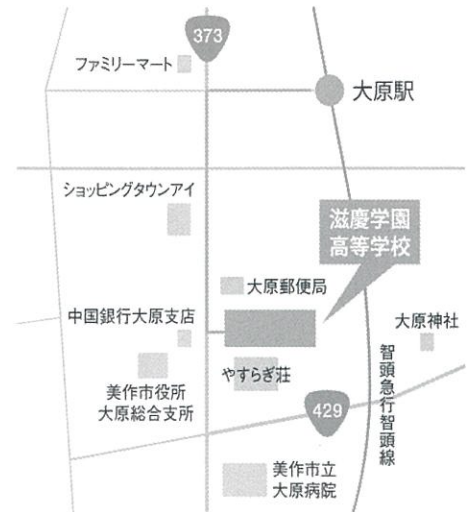 373
ファミリーマート
大原駅
ショッピングタウンアイ
滋慶学園
高等学校
大原郵便局
中国銀行大原支店
大原神社
やすらぎ荘
美作市役所
大原総合支所
智頭急行智頭線
429
美作市立
大原病院